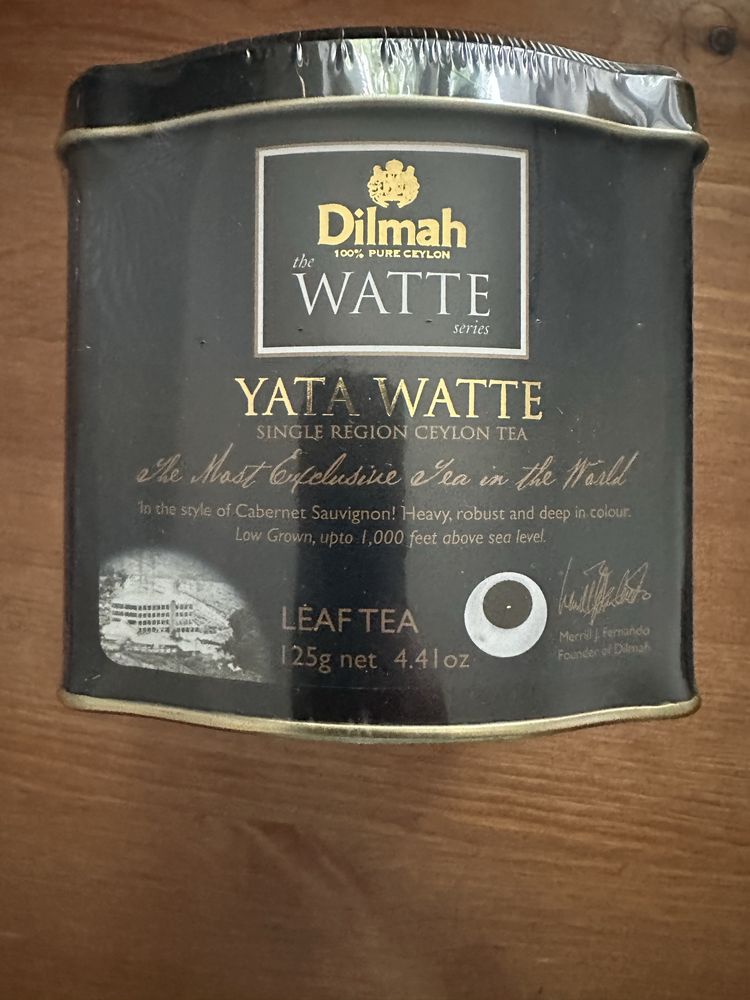 Dilmah
100% PURE CEYLON
the
WATTE
series
YATA WATTE
SINGLE REGION CEYLON TEA
The Most Exclusive Tea in the World
'In the style of Cabernet Sauvignon! Heavy, robust and deep in colour.
Low Grown, upto 1,000 feet above sea level.
LEAF TEA
125g net 4.41oz
Merrill J. Fernando
Founder of Dilmah